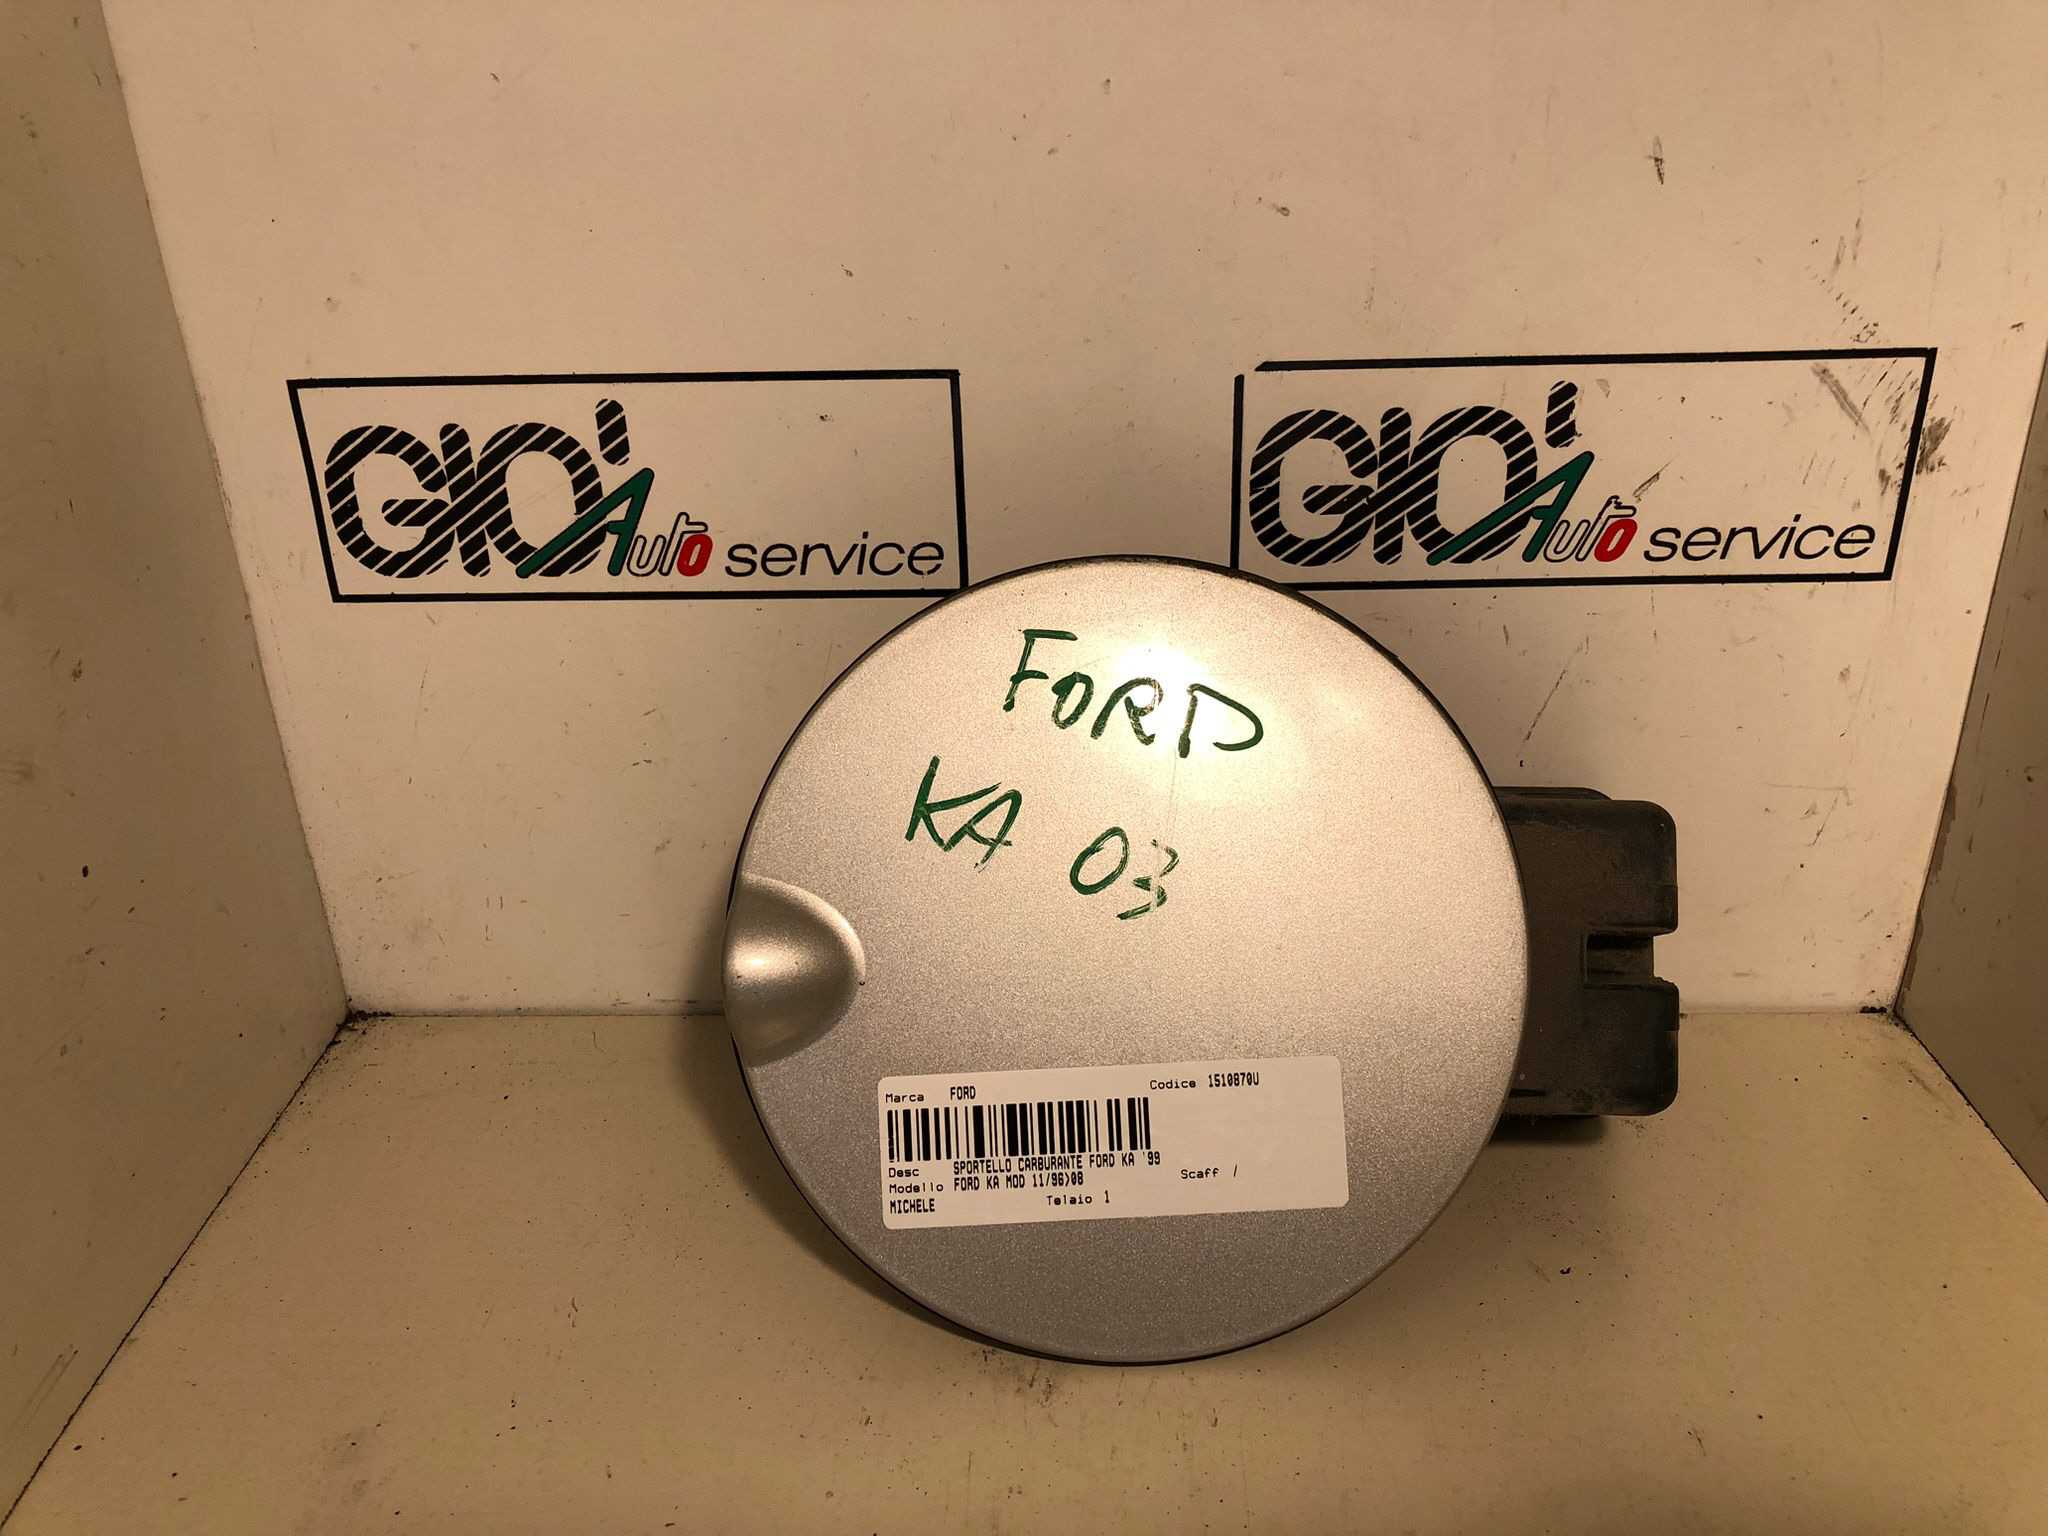 GIO' Auto service
GIO' Auto service
FORD
KA 03
Marca FORD Codice 1510870U
Desc SPORTELLO CARBURANTE FORD KA '99
Modello FORD KA MOD 11/96>08 Scaff /
MICHELE Telaio 1